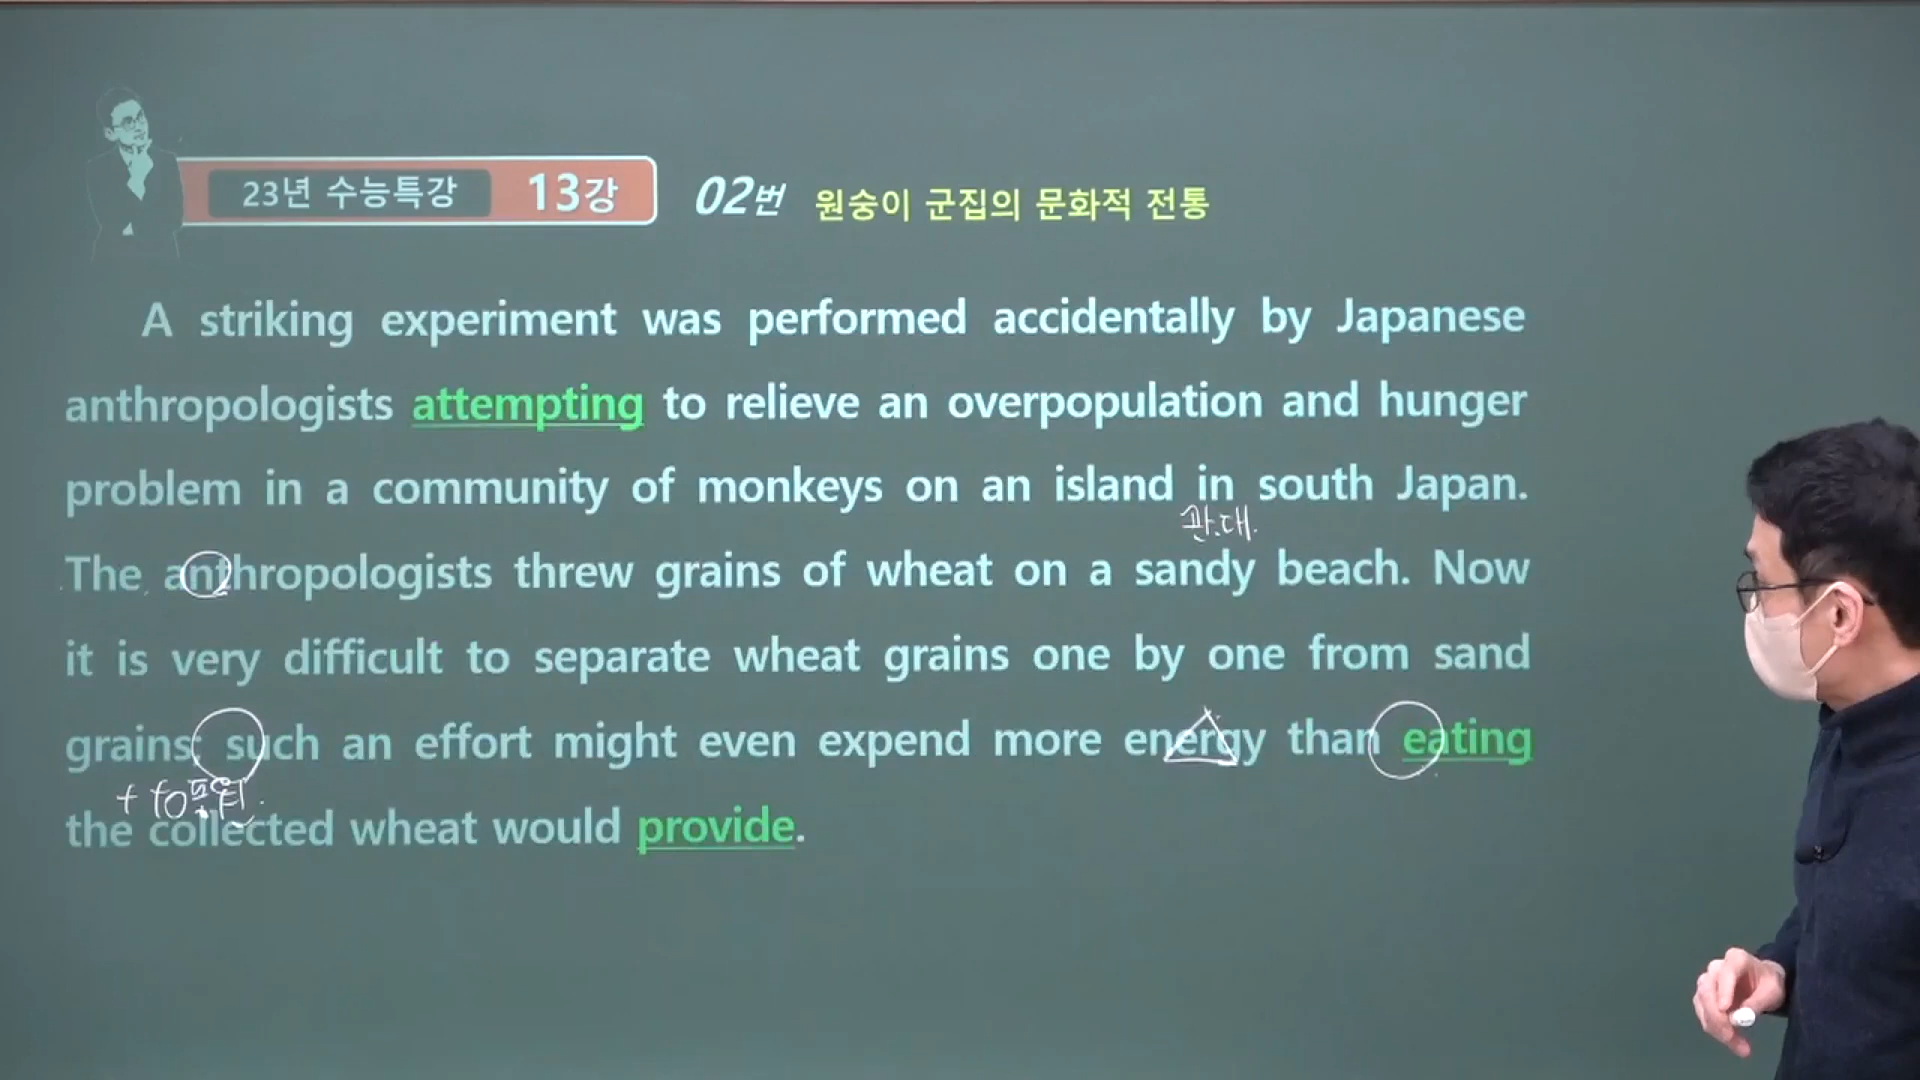 23년 수능특강 13강 02번 원숭이 군집의 문화적 전통
A striking experiment was performed accidentally by Japanese
anthropologists attempting to relieve an overpopulation and hunger
problem in a community of monkeys on an island in south Japan.
관.대.
The anthropologists threw grains of wheat on a sandy beach. Now
it is very difficult to separate wheat grains one by one from sand
grains; such an effort might even expend more energy than eating
the collected wheat would provide.